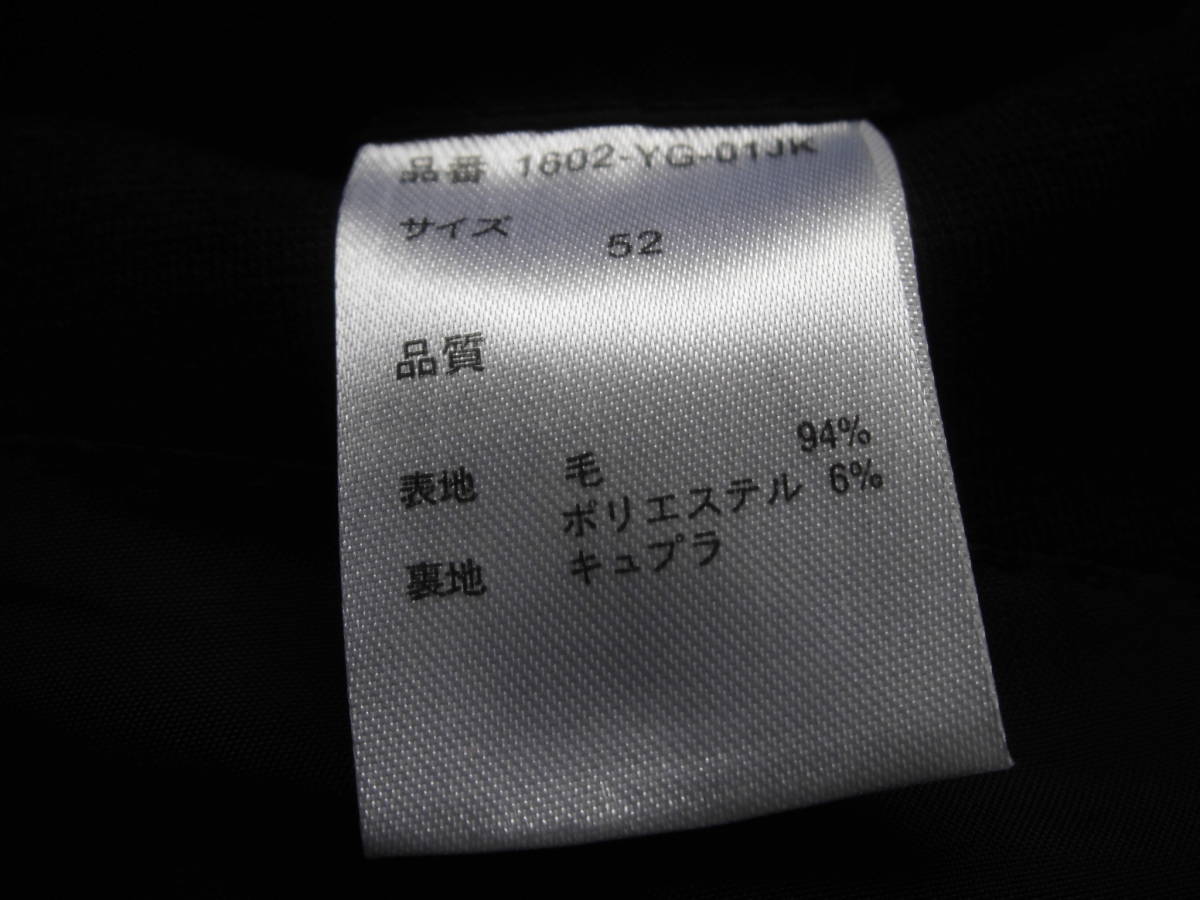 品番 1602-YG-01JK
サイズ 52
品質
表地 毛 94%
ポリエステル 6%
裏地 キュプラ